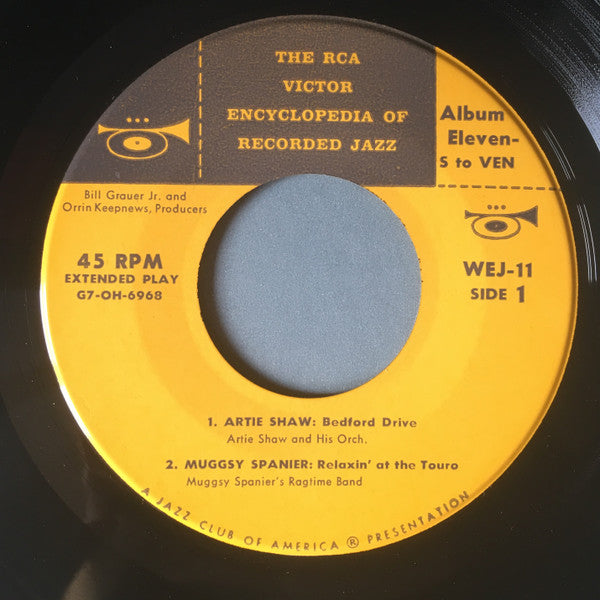 THE RCA
VICTOR
ENCYCLOPEDIA OF
RECORDED JAZZ
Album
Eleven-
S to VEN
Bill Grauer Jr. and
Orrin Keepnews, Producers
45 RPM
EXTENDED PLAY
G7-OH-6968
WEJ-11
SIDE 1
1. ARTIE SHAW: Bedford Drive
Artie Shaw and His Orch.
2. MUGGSY SPANIER: Relaxin' at the Touro
Muggsy Spanier's Ragtime Band
A JAZZ CLUB OF AMERICA ® PRESENTATION